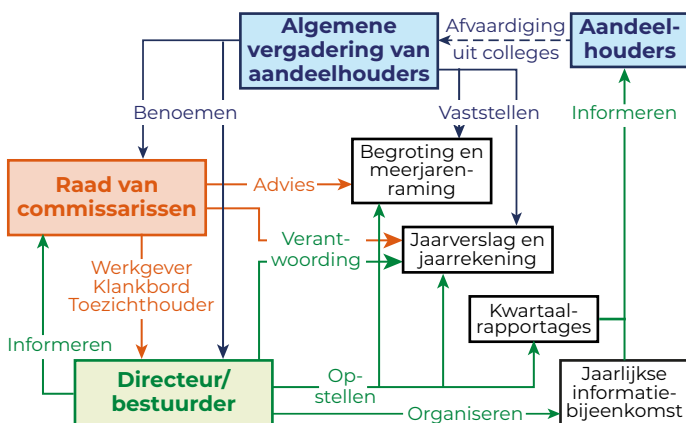 Algemene
vergadering van
aandeelhouders
Afvaardiging
uit colleges
Aandeel-
houders
Benoemen
Vaststellen
Informeren
Begroting en
meerjaren-
raming
Raad van
commissarissen
Advies
Verant-
woording
Jaarverslag en
jaarrekening
Werkgever
Klankbord
Toezichthouder
Kwartaal-
rapportages
Informeren
Directeur/
bestuurder
Op-
stellen
Organiseren
Jaarlijkse
informatie-
bijeenkomst